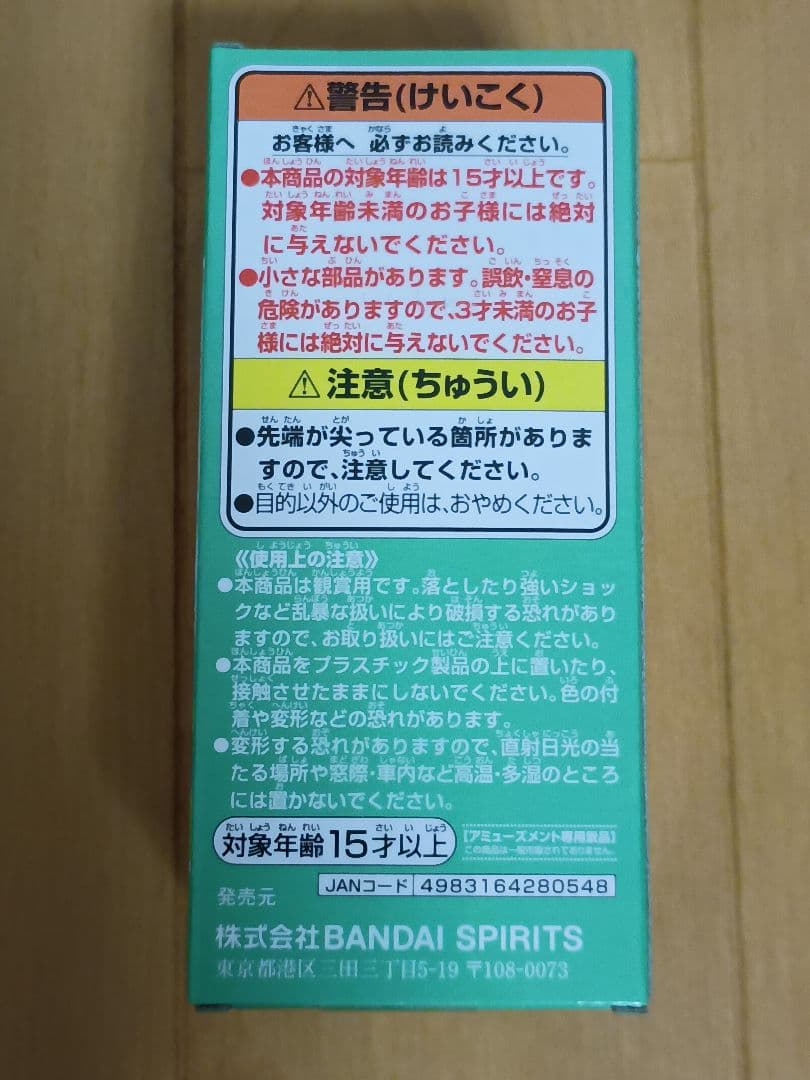 ⚠警告(けいこく)
お客様へ 必ずお読みください。
●本商品の対象年齢は15才以上です。
対象年齢未満のお子様には絶対
に与えないでください。
●小さな部品があります。誤飲・窒息の
危険がありますので、3才未満のお子
様には絶対に与えないでください。
⚠注意(ちゅうい)
●先端が尖っている箇所がありま
すので、注意してください。
●目的以外のご使用は、おやめください。
《使用上の注意》
●本商品は観賞用です。落としたり強いショッ
クなど乱暴な扱いにより破損する恐れがあり
ますので、お取り扱いにはご注意ください。
●本商品をプラスチック製品の上に置いたり、
接触させたままにしないでください。色の付
着や変形などの恐れがあります。
●変形する恐れがありますので、直射日光の当
たる場所や窓際・車内など高温・多湿のところ
には置かないでください。
対象年齢15才以上
【アミューズメント専用景品】
この商品は一般市販されておりません。
JANコード 4983164280548
発売元
株式会社BANDAI SPIRITS
東京都港区三田三丁目5-19 〒108-0073